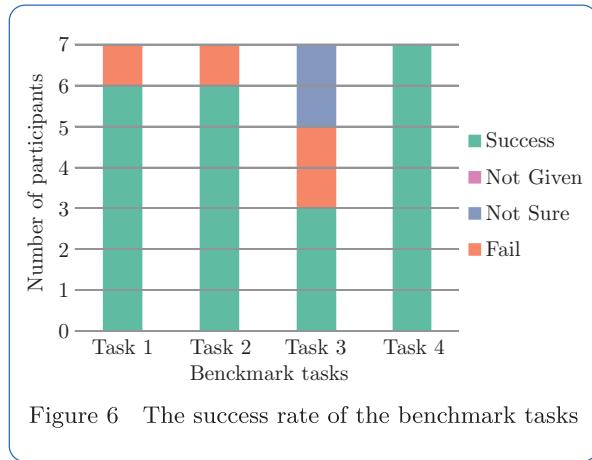 7
6
5
4
3
2
1
0
Number of participants
Task 1 Task 2 Task 3 Task 4
Benckmark tasks
Success
Not Given
Not Sure
Fail
Figure 6 The success rate of the benchmark tasks